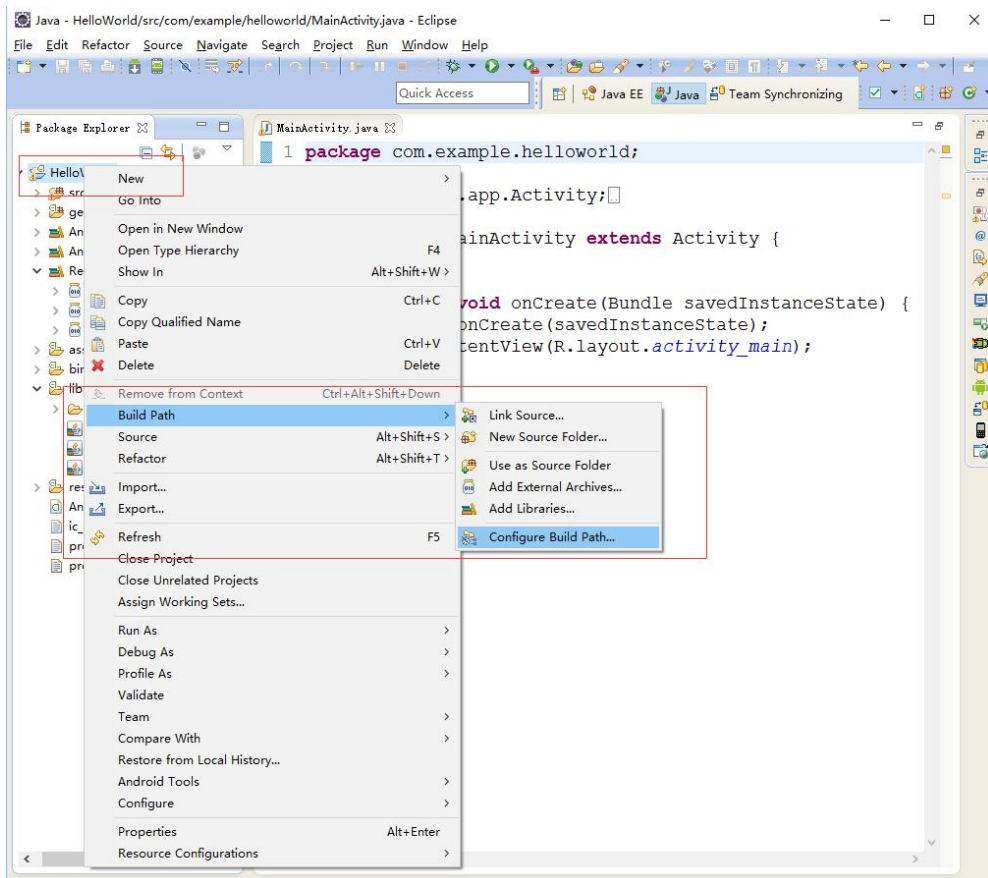 Java - HelloWorld/src/com/example/helloworld/MainActivity.java - Eclipse
File Edit Refactor Source Navigate Search Project Run Window Help
Quick Access Java EE Java Team Synchronizing
Package Explorer MainActivity.java
1 package com.example.helloworld;
.app.Activity;
ainActivity extends Activity {
void onCreate(Bundle savedInstanceState) {
onCreate(savedInstanceState);
tentView(R.layout.activity_main);
New
Go Into
Open in New Window
Open Type Hierarchy F4
Show In Alt+Shift+W >
Copy Ctrl+C
Copy Qualified Name
Paste Ctrl+V
Delete Delete
Remove from Context Ctrl+Alt+Shift+Down
Build Path
Source Alt+Shift+S >
Refactor Alt+Shift+T >
Import...
Export...
Refresh F5
Close Project
Close Unrelated Projects
Assign Working Sets...
Run As
Debug As
Profile As
Validate
Team
Compare With
Restore from Local History...
Android Tools
Configure
Properties Alt+Enter
Resource Configurations
Link Source...
New Source Folder...
Use as Source Folder
Add External Archives...
Add Libraries...
Configure Build Path...